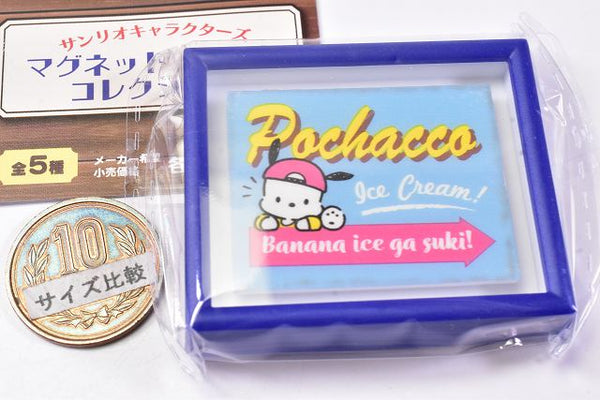 サンリオキャラクターズ
マグネット
コレク
全5種
メーカー希
小売価格
各
10
サイズ比較
Pochacco
Ice Cream!
Banana ice ga suki!